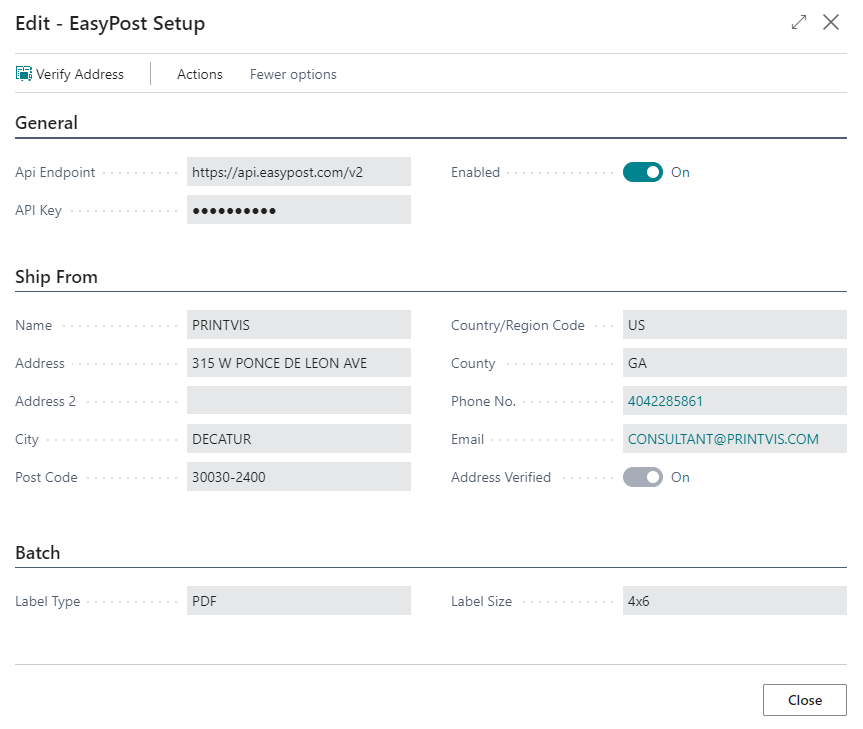 Edit - EasyPost Setup
Verify Address Actions Fewer options
General
Api Endpoint https://api.easypost.com/v2 Enabled On
API Key ●●●●●●●●●●
Ship From
Name PRINTVIS Country/Region Code US
Address 315 W PONCE DE LEON AVE County GA
Address 2 Phone No. 4042285861
City DECATUR Email CONSULTANT@PRINTVIS.COM
Post Code 30030-2400 Address Verified On
Batch
Label Type PDF Label Size 4x6
Close